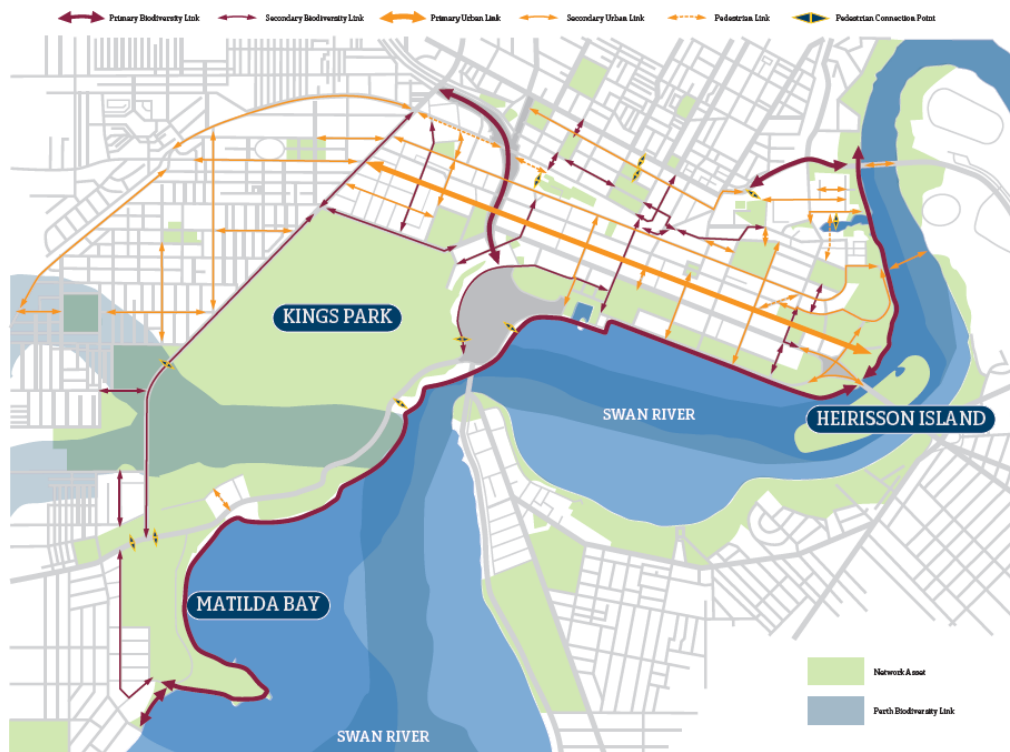 Primary Biodiversity Link
Secondary Biodiversity Link
Primary Urban Link
Secondary Urban Link
Pedestrian Link
Pedestrian Connection Point
KINGS PARK
SWAN RIVER
HEIRISSON ISLAND
MATILDA BAY
Network Asset
Perth Biodiversity Link
SWAN RIVER